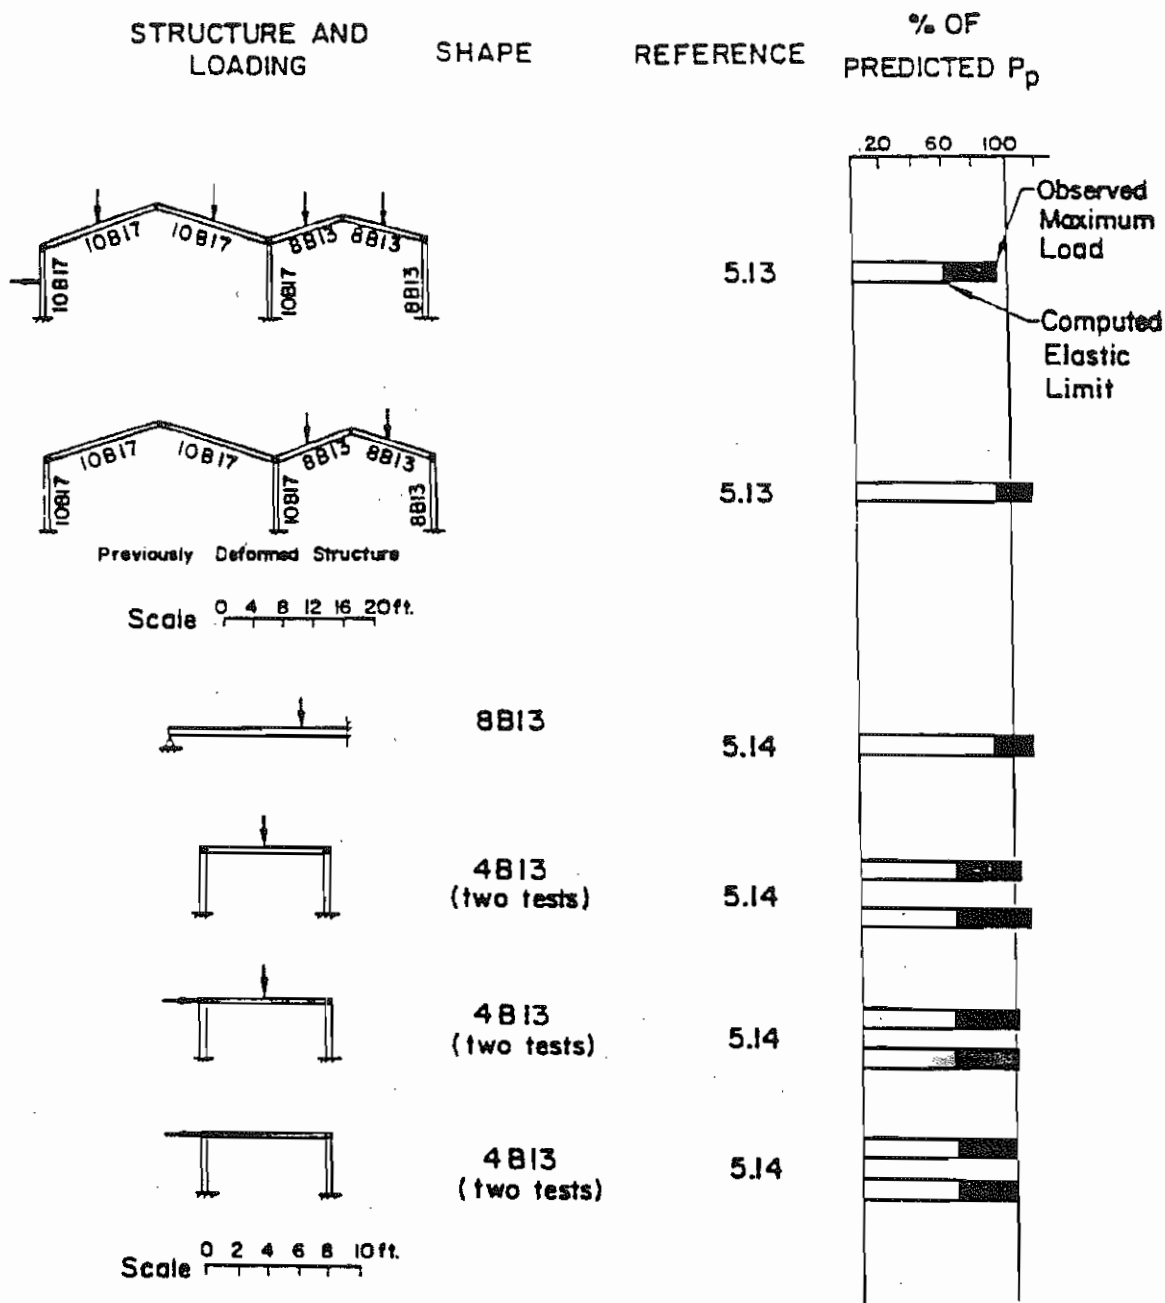 STRUCTURE AND
LOADING
SHAPE
REFERENCE
% OF
PREDICTED Pp
20 60 100
Observed
Maximum
Load
Computed
Elastic
Limit
10B17 10B17 8B13 8B13
10B17 10B17 8B13
5.13
10B17 10B17 8B13 8B13
10B17 10B17 8B13
5.13
Previously Deformed Structure
Scale 0 4 8 12 16 20ft.
8B13
5.14
4B13
(two tests)
5.14
4B13
(two tests)
5.14
4B13
(two tests)
5.14
Scale 0 2 4 6 8 10ft.